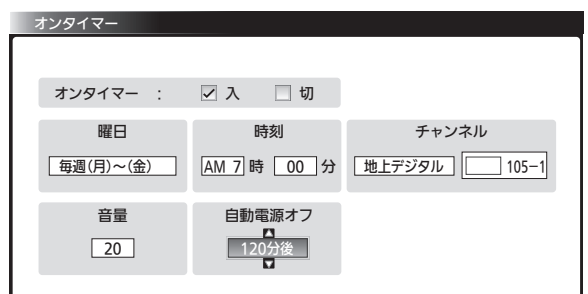 オンタイマー
オンタイマー : 入 切
曜日 時刻 チャンネル
毎週(月)〜(金) AM 7 時 00 分 地上デジタル 105-1
音量 自動電源オフ
20 120分後